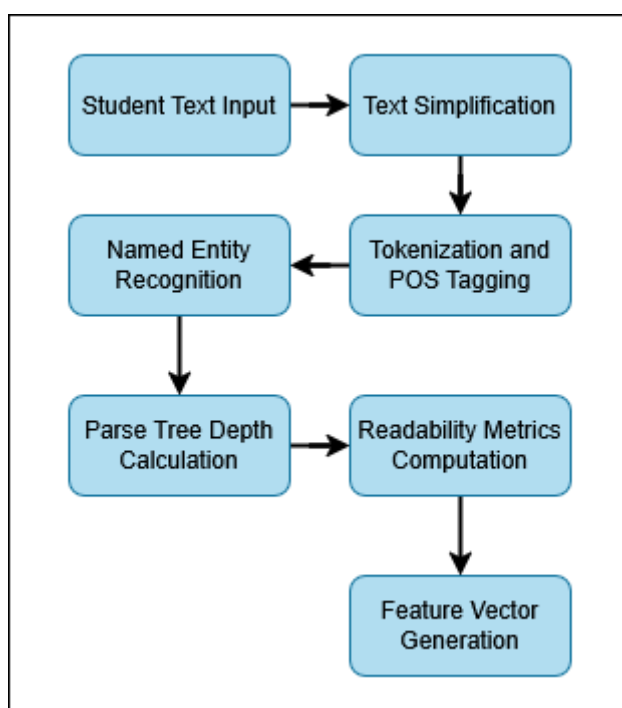 Student Text Input
Text Simplification
Tokenization and
POS Tagging
Named Entity
Recognition
Parse Tree Depth
Calculation
Readability Metrics
Computation
Feature Vector
Generation